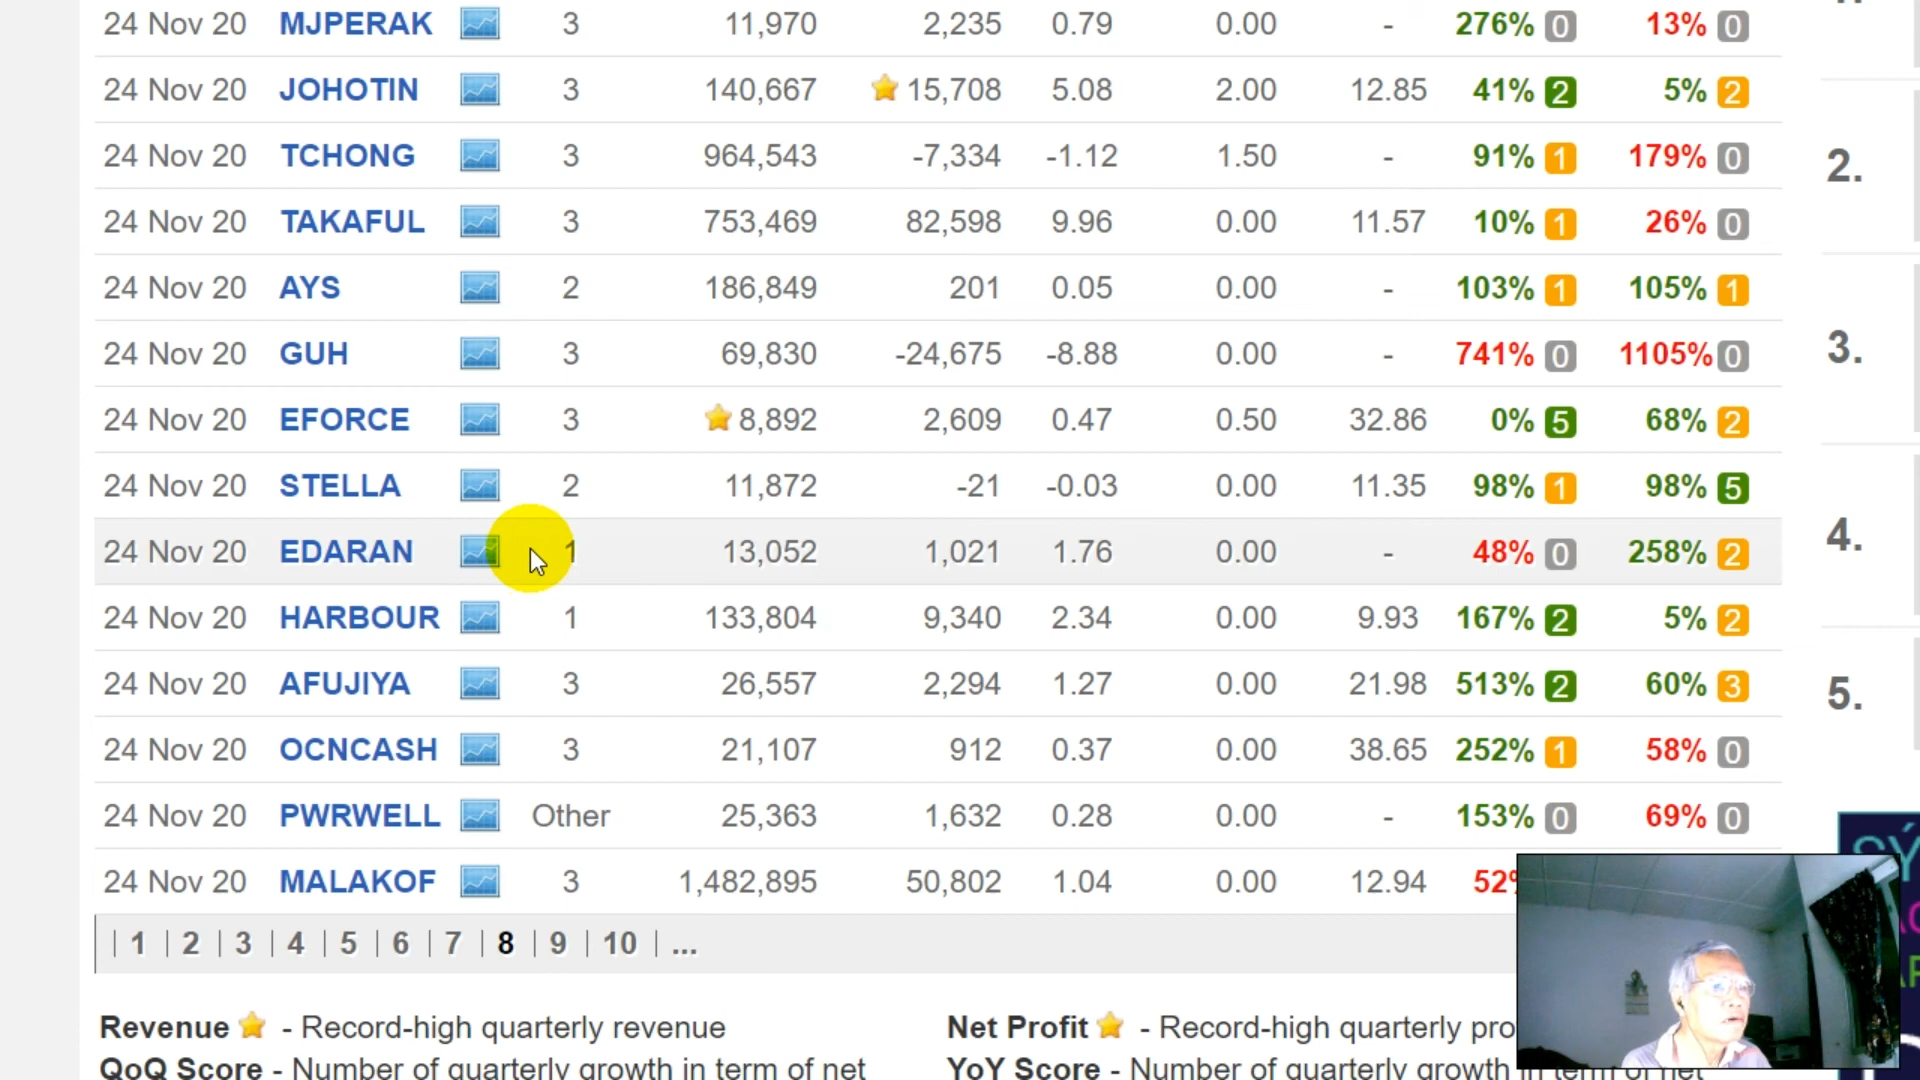 24 Nov 20 MJPERAK 3 11,970 2,235 0.79 0.00 - 276% 0 13% 0
24 Nov 20 JOHOTIN 3 140,667 15,708 5.08 2.00 12.85 41% 2 5% 2
24 Nov 20 TCHONG 3 964,543 -7,334 -1.12 1.50 - 91% 1 179% 0
2.
24 Nov 20 TAKAFUL 3 753,469 82,598 9.96 0.00 11.57 10% 1 26% 0
24 Nov 20 AYS 2 186,849 201 0.05 0.00 - 103% 1 105% 1
24 Nov 20 GUH 3 69,830 -24,675 -8.88 0.00 - 741% 0 1105% 0
3.
24 Nov 20 EFORCE 3 8,892 2,609 0.47 0.50 32.86 0% 5 68% 2
24 Nov 20 STELLA 2 11,872 -21 -0.03 0.00 11.35 98% 1 98% 5
24 Nov 20 EDARAN 1 13,052 1,021 1.76 0.00 - 48% 0 258% 2
4.
24 Nov 20 HARBOUR 1 133,804 9,340 2.34 0.00 9.93 167% 2 5% 2
24 Nov 20 AFUJIYA 3 26,557 2,294 1.27 0.00 21.98 513% 2 60% 3
5.
24 Nov 20 OCNCASH 3 21,107 912 0.37 0.00 38.65 252% 1 58% 0
24 Nov 20 PWRWELL Other 25,363 1,632 0.28 0.00 - 153% 0 69% 0
24 Nov 20 MALAKOF 3 1,482,895 50,802 1.04 0.00 12.94 52%
| 1 | 2 | 3 | 4 | 5 | 6 | 7 | 8 | 9 | 10 | ...
Revenue - Record-high quarterly revenue
Net Profit - Record-high quarterly pro
QoQ Score - Number of quarterly growth in term of net
YoY Score - Number of quarterly growth in term of net